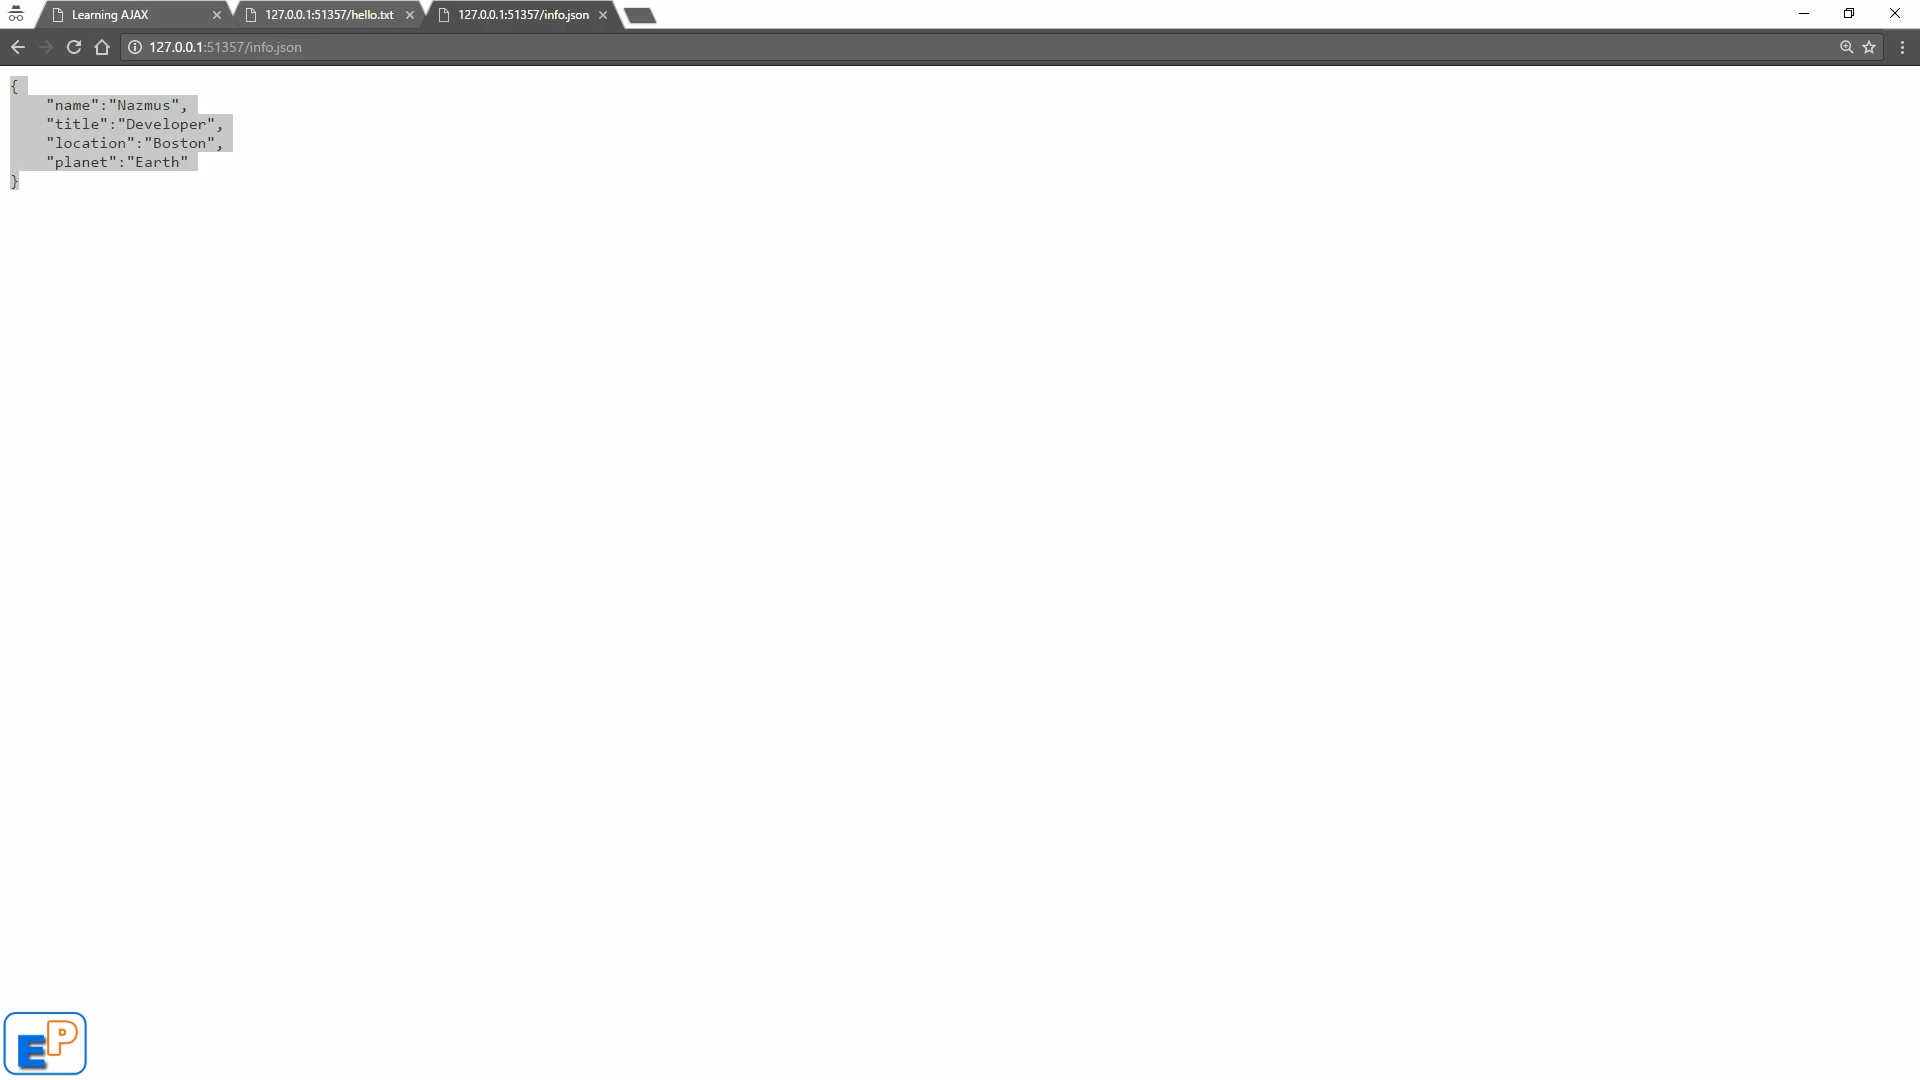 Learning AJAX
127.0.0.1:51357/hello.txt
127.0.0.1:51357/info.json
127.0.0.1:51357/info.json
{
    "name":"Nazmus",
    "title":"Developer",
    "location":"Boston",
    "planet":"Earth"
}
EP